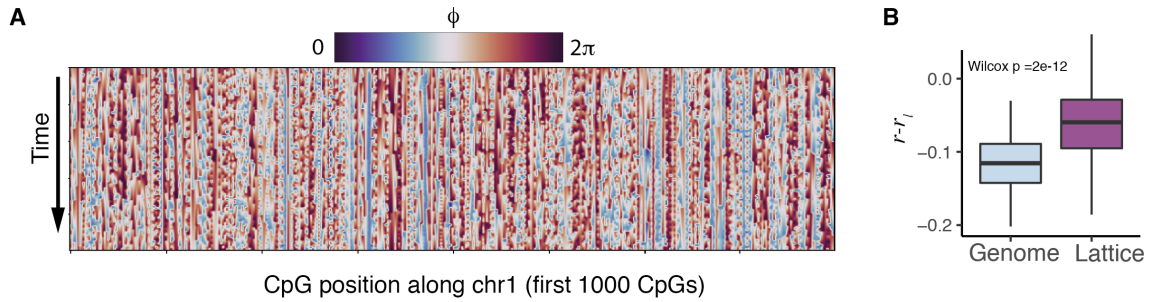 A
ϕ
0
2π
Time
CpG position along chr1 (first 1000 CpGs)
B
Wilcox p =2e-12
r-rₗ
0.0
−0.1
−0.2
Genome
Lattice